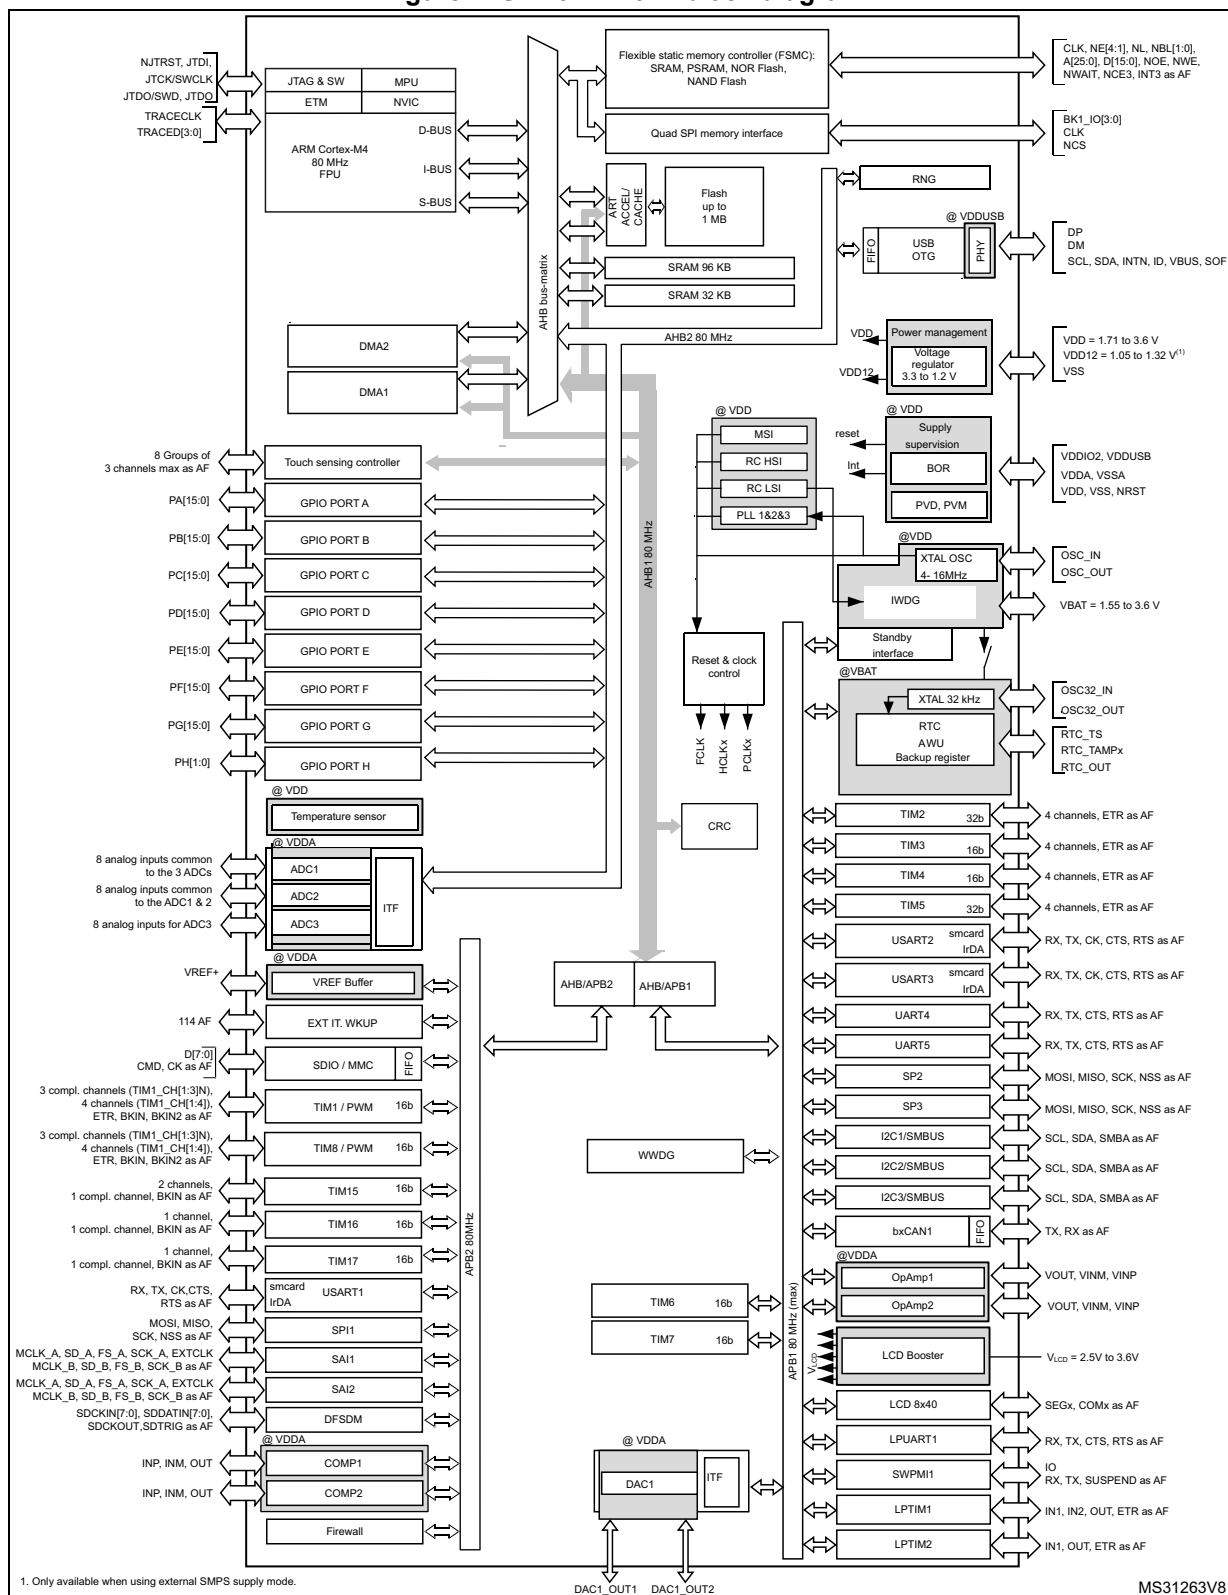 NJTRST, JTDI,
JTCK/SWCLK
JTDO/SWD, JTDO
TRACECLK
TRACED[3:0]
JTAG & SW
MPU
ETM
NVIC
ARM Cortex-M4
80 MHz
FPU
D-BUS
I-BUS
S-BUS
AHB bus-matrix
Flexible static memory controller (FSMC):
SRAM, PSRAM, NOR Flash,
NAND Flash
CLK, NE[4:1], NL, NBL[1:0],
A[25:0], D[15:0], NOE, NWE,
NWAIT, NCE3, INT3 as AF
Quad SPI memory interface
BK1_IO[3:0]
CLK
NCS
ART
ACCEL/
CACHE
Flash
up to
1 MB
RNG
@ VDDUSB
FIFO
USB
OTG
PHY
DP
DM
SCL, SDA, INTN, ID, VBUS, SOF
SRAM 96 KB
SRAM 32 KB
AHB2 80 MHz
DMA2
DMA1
VDD
VDD12
Power management
Voltage
regulator
3.3 to 1.2 V
VDD = 1.71 to 3.6 V
VDD12 = 1.05 to 1.32 V(1)
VSS
@ VDD
MSI
RC HSI
RC LSI
PLL 1&2&3
@ VDD
reset
Int
Supply
supervision
BOR
PVD, PVM
VDDIO2, VDDUSB
VDDA, VSSA
VDD, VSS, NRST
8 Groups of
3 channels max as AF
Touch sensing controller
PA[15:0]
GPIO PORT A
PB[15:0]
GPIO PORT B
PC[15:0]
GPIO PORT C
PD[15:0]
GPIO PORT D
PE[15:0]
GPIO PORT E
PF[15:0]
GPIO PORT F
PG[15:0]
GPIO PORT G
PH[1:0]
GPIO PORT H
AHB1 80 MHz
@VDD
XTAL OSC
4- 16MHz
IWDG
OSC_IN
OSC_OUT
VBAT = 1.55 to 3.6 V
Standby
interface
Reset & clock
control
FCLK
HCLKx
PCLKx
@VBAT
XTAL 32 kHz
RTC
AWU
Backup register
OSC32_IN
OSC32_OUT
RTC_TS
RTC_TAMPx
RTC_OUT
@ VDD
Temperature sensor
@ VDDA
8 analog inputs common
to the 3 ADCs
8 analog inputs common
to the ADC1 & 2
8 analog inputs for ADC3
ADC1
ADC2
ADC3
ITF
CRC
@ VDDA
VREF+
VREF Buffer
114 AF
EXT IT. WKUP
D[7:0]
CMD, CK as AF
SDIO / MMC
FIFO
3 compl. channels (TIM1_CH[1:3]N),
4 channels (TIM1_CH[1:4]),
ETR, BKIN, BKIN2 as AF
TIM1 / PWM
16b
3 compl. channels (TIM1_CH[1:3]N),
4 channels (TIM1_CH[1:4]),
ETR, BKIN, BKIN2 as AF
TIM8 / PWM
16b
2 channels,
1 compl. channel, BKIN as AF
TIM15
16b
1 channel,
1 compl. channel, BKIN as AF
TIM16
16b
1 channel,
1 compl. channel, BKIN as AF
TIM17
16b
RX, TX, CK,CTS,
RTS as AF
smcard
IrDA
USART1
MOSI, MISO,
SCK, NSS as AF
SPI1
MCLK_A, SD_A, FS_A, SCK_A, EXTCLK
MCLK_B, SD_B, FS_B, SCK_B as AF
SAI1
MCLK_A, SD_A, FS_A, SCK_A, EXTCLK
MCLK_B, SD_B, FS_B, SCK_B as AF
SAI2
SDCKIN[7:0], SDDATIN[7:0],
SDCKOUT,SDTRIG as AF
DFSDM
@ VDDA
INP, INM, OUT
COMP1
INP, INM, OUT
COMP2
Firewall
APB2 80MHz
AHB/APB2
AHB/APB1
WWDG
TIM6
16b
TIM7
16b
@ VDDA
DAC1
ITF
DAC1_OUT1
DAC1_OUT2
APB1 80 MHz (max)
TIM2
32b
4 channels, ETR as AF
TIM3
16b
4 channels, ETR as AF
TIM4
16b
4 channels, ETR as AF
TIM5
32b
4 channels, ETR as AF
USART2
smcard
IrDA
RX, TX, CK, CTS, RTS as AF
USART3
smcard
IrDA
RX, TX, CK, CTS, RTS as AF
UART4
RX, TX, CTS, RTS as AF
UART5
RX, TX, CTS, RTS as AF
SP2
MOSI, MISO, SCK, NSS as AF
SP3
MOSI, MISO, SCK, NSS as AF
I2C1/SMBUS
SCL, SDA, SMBA as AF
I2C2/SMBUS
SCL, SDA, SMBA as AF
I2C3/SMBUS
SCL, SDA, SMBA as AF
bxCAN1
FIFO
TX, RX as AF
@VDDA
OpAmp1
VOUT, VINM, VINP
OpAmp2
VOUT, VINM, VINP
VLCD
LCD Booster
VLCD = 2.5V to 3.6V
LCD 8x40
SEGx, COMx as AF
LPUART1
RX, TX, CTS, RTS as AF
SWPMI1
IO
RX, TX, SUSPEND as AF
LPTIM1
IN1, IN2, OUT, ETR as AF
LPTIM2
IN1, OUT, ETR as AF
1. Only available when using external SMPS supply mode.
MS31263V8